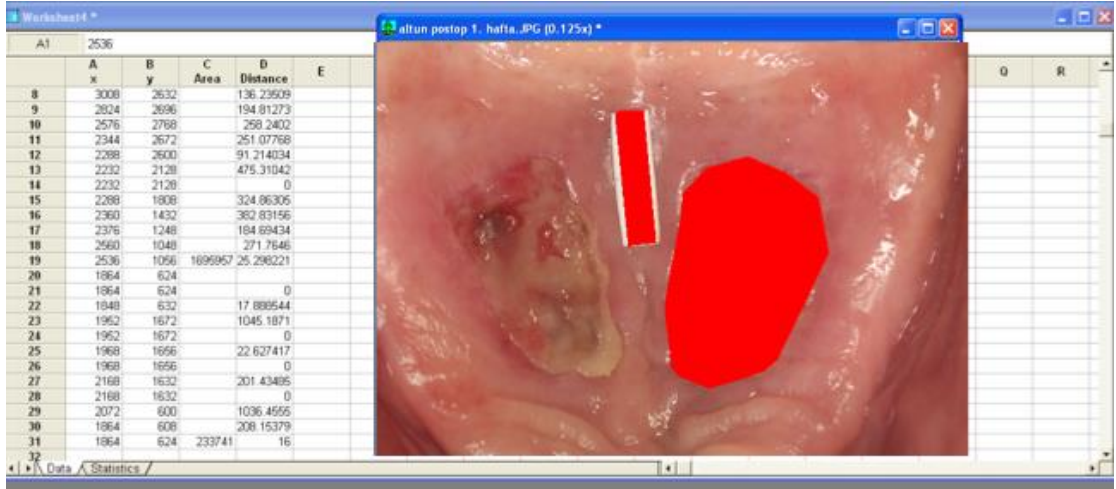 Worksheet4 *
altun postop 1. hafta.JPG (0.125x) *
A1 2536
A B C D E Q R
x y Area Distance
8 3008 2632 136.23509
9 2824 2696 194.81273
10 2576 2768 258.2402
11 2344 2672 251.07768
12 2288 2600 91.214034
13 2232 2128 475.31042
14 2232 2128 0
15 2288 1808 324.86305
16 2360 1432 382.83156
17 2376 1248 184.69434
18 2560 1048 271.7646
19 2536 1056 1695957 25.298221
20 1864 624
21 1864 624 0
22 1848 632 17.888544
23 1952 1672 1045.1871
24 1952 1672 0
25 1968 1656 22.627417
26 1968 1656 0
27 2168 1632 201.43485
28 2168 1632 0
29 2072 600 1036.4555
30 1864 608 208.15379
31 1864 624 233741 16
32
Data Statistics